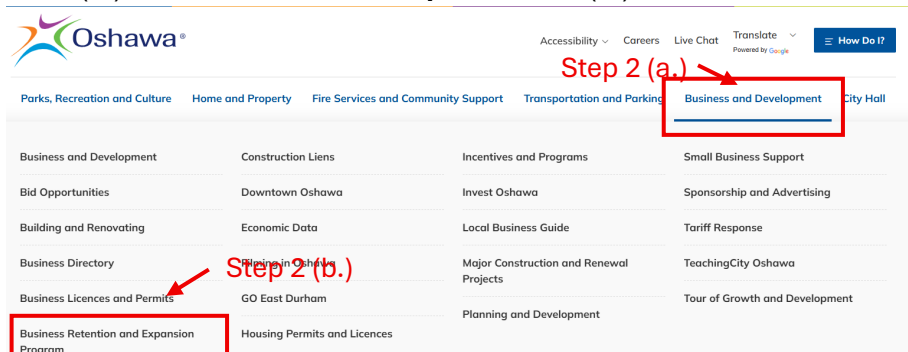 Oshawa
Accessibility Careers Live Chat Translate
Powered by Google
How Do I?
Step 2 (a.)
Parks, Recreation and Culture Home and Property Fire Services and Community Support Transportation and Parking Business and Development City Hall
Business and Development Construction Liens Incentives and Programs Small Business Support
Bid Opportunities Downtown Oshawa Invest Oshawa Sponsorship and Advertising
Building and Renovating Economic Data Local Business Guide Tariff Response
Business Directory Filming in Oshawa Major Construction and Renewal Projects TeachingCity Oshawa
Step 2 (b.)
Business Licences and Permits GO East Durham Planning and Development Tour of Growth and Development
Business Retention and Expansion Program Housing Permits and Licences